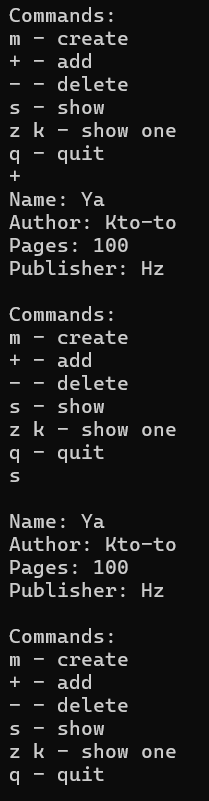 Commands:
m - create
+ - add
- - delete
s - show
z k - show one
q - quit
+
Name: Ya
Author: Kto-to
Pages: 100
Publisher: Hz
Commands:
m - create
+ - add
- - delete
s - show
z k - show one
q - quit
s
Name: Ya
Author: Kto-to
Pages: 100
Publisher: Hz
Commands:
m - create
+ - add
- - delete
s - show
z k - show one
q - quit